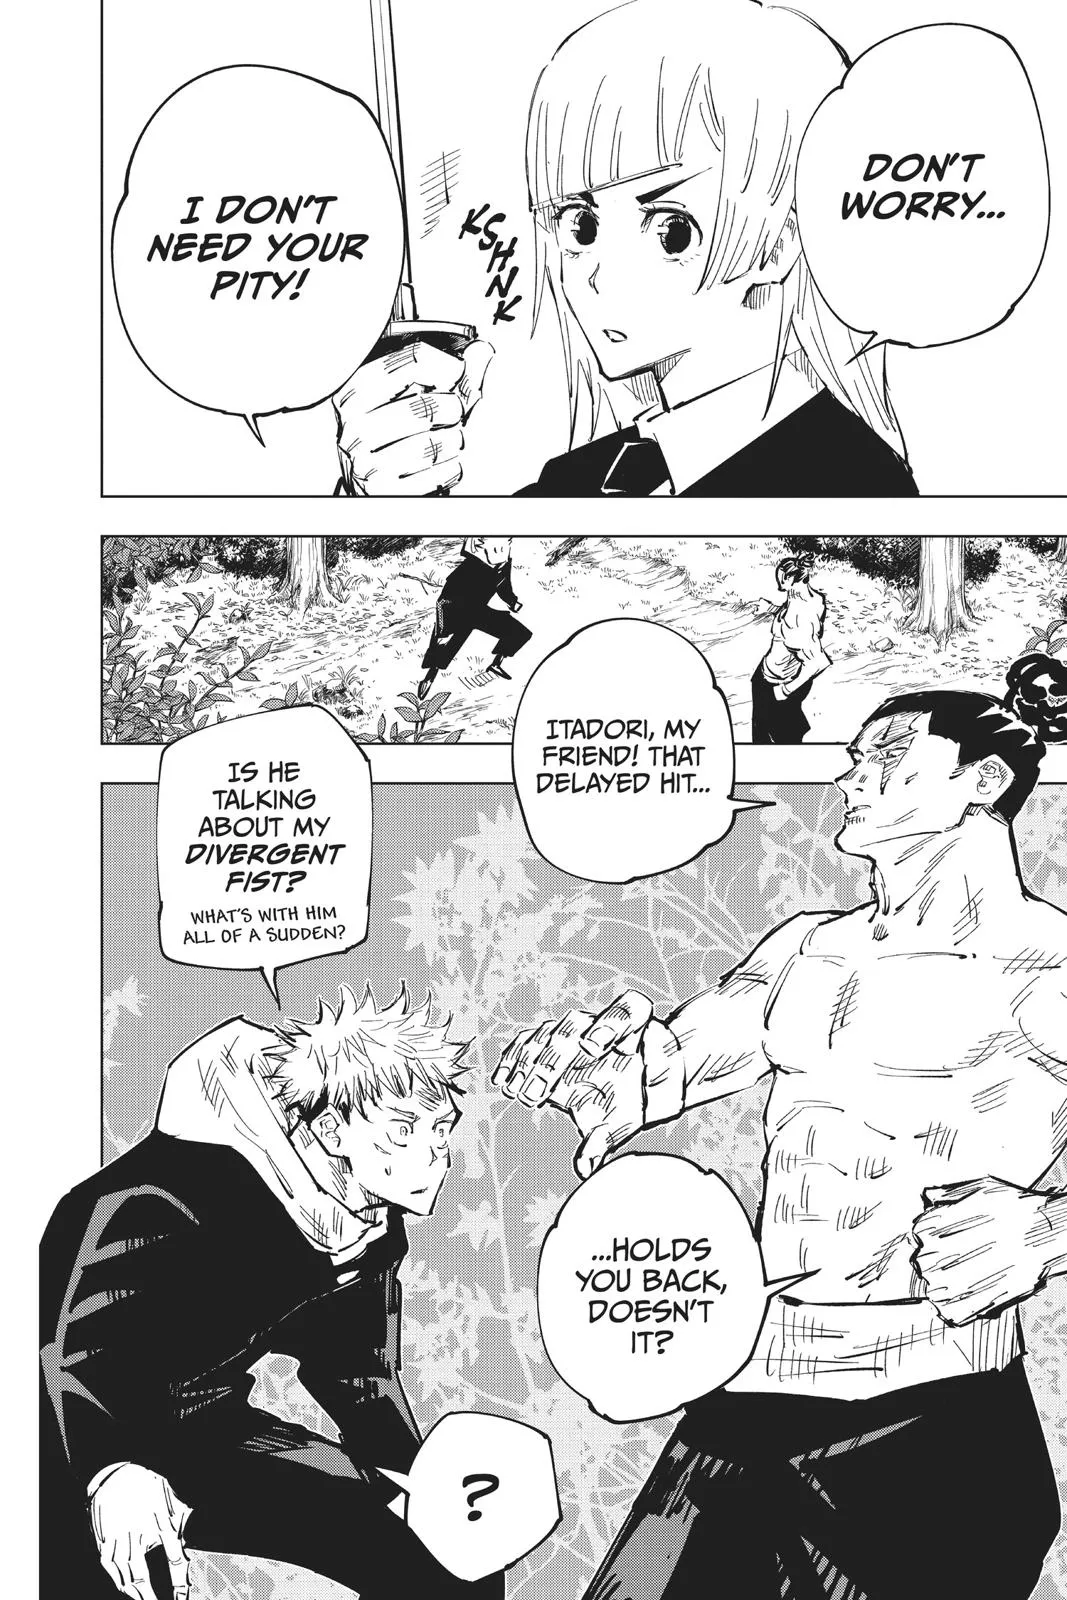 DON'T
WORRY...
I DON'T
NEED YOUR
PITY!
KSHNK
ITADORI, MY
FRIEND! THAT
DELAYED HIT...
IS HE
TALKING
ABOUT MY
DIVERGENT
FIST?
WHAT'S WITH HIM
ALL OF A SUDDEN?
...HOLDS
YOU BACK,
DOESN'T
IT?
?